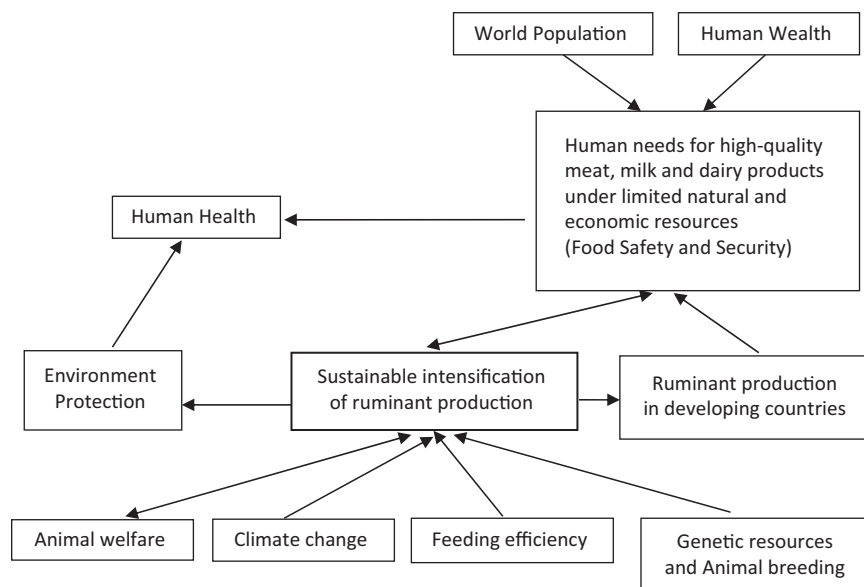 World Population
Human Wealth
Human needs for high-quality
meat, milk and dairy products
under limited natural and
economic resources
(Food Safety and Security)
Human Health
Environment
Protection
Sustainable intensification
of ruminant production
Ruminant production
in developing countries
Animal welfare
Climate change
Feeding efficiency
Genetic resources
and Animal breeding